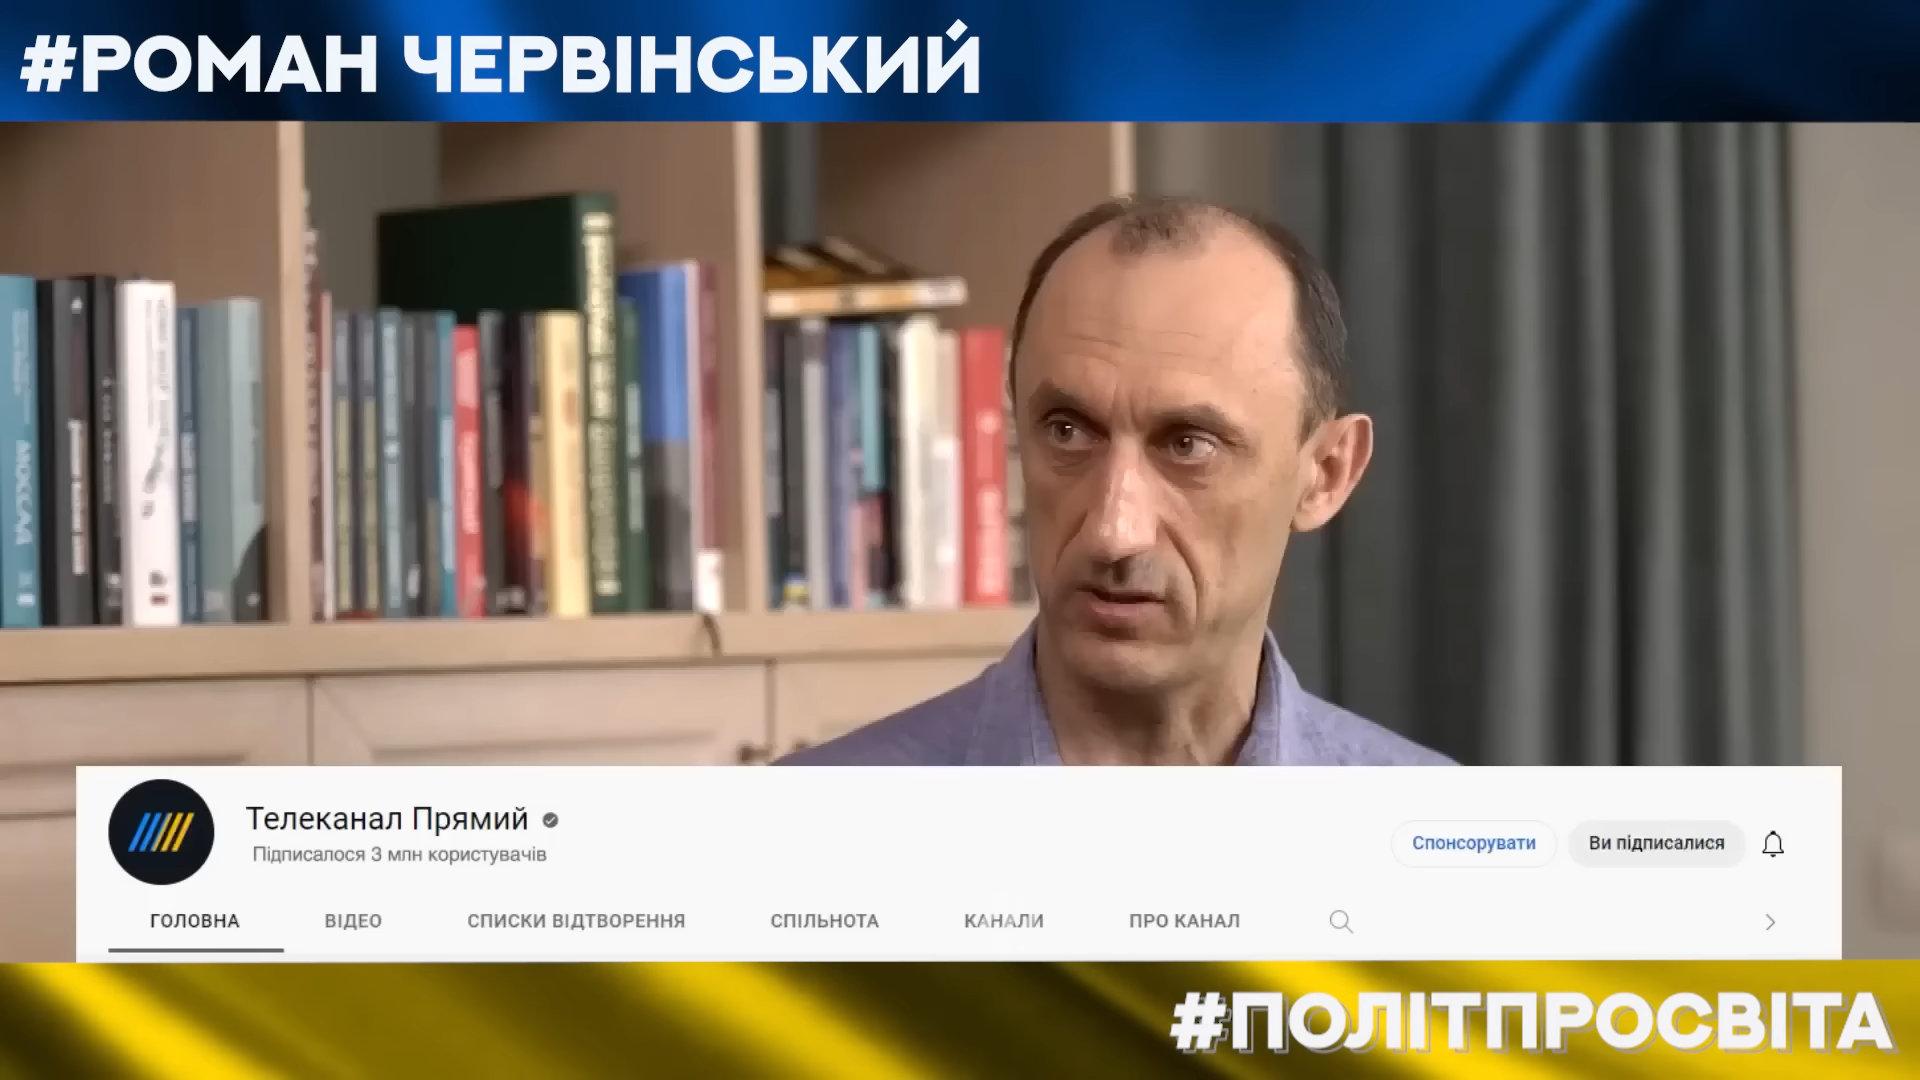 #РОМАН ЧЕРВІНСЬКИЙ
МОССАД
Телеканал Прямий
Підписалося 3 млн користувачів
Спонсорувати
Ви підписалися
ГОЛОВНА ВІДЕО СПИСКИ ВІДТВОРЕННЯ СПІЛЬНОТА КАНАЛИ ПРО КАНАЛ
#ПОЛІТПРОСВІТА